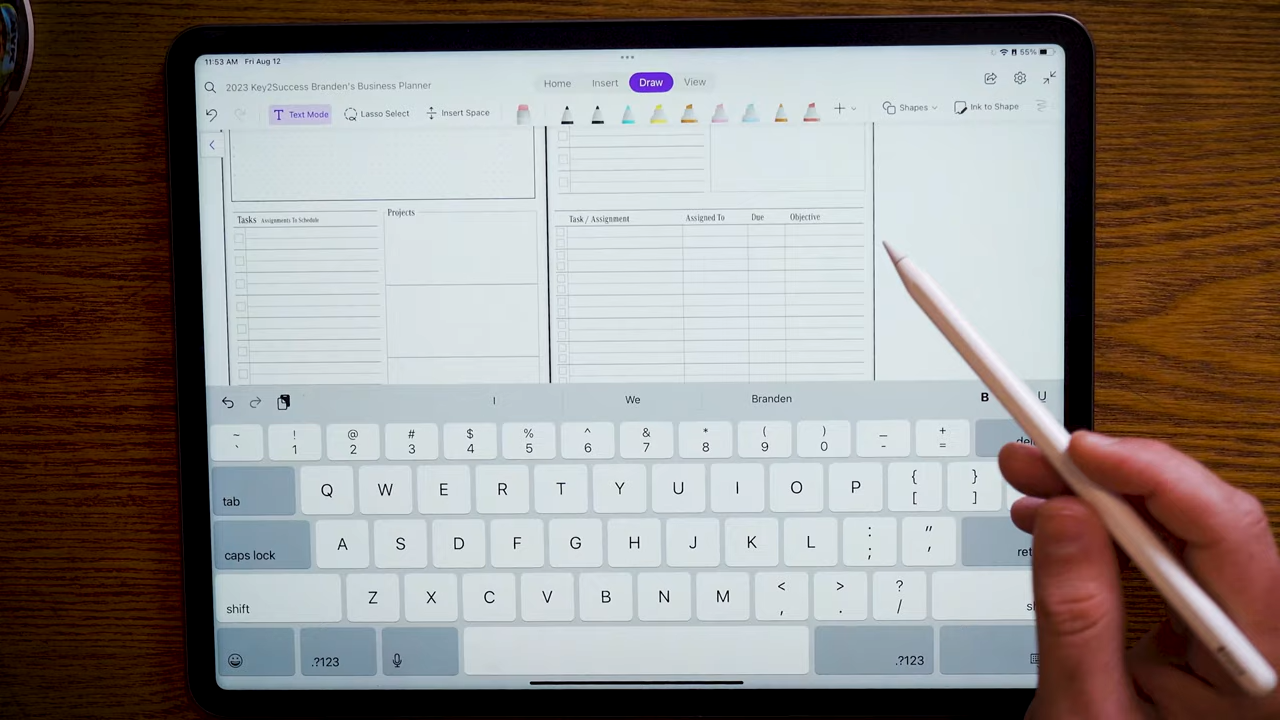 11:53 AM Fri Aug 12
55%
2023 Key2Success Branden's Business Planner
Home Insert Draw View
Text Mode Lasso Select Insert Space Shapes Ink to Shape
Tasks Assignments To Schedule
Projects
Task / Assignment Assigned To Due Objective
I We Branden B U
~ ! @ # $ % ^ & * ( ) _ +
` 1 2 3 4 5 6 7 8 9 0 - = del
tab Q W E R T Y U I O P { [ } ]
caps lock A S D F G H J K L : ; " ' ret
shift Z X C V B N M < , > . ? / s
.?123 .?123